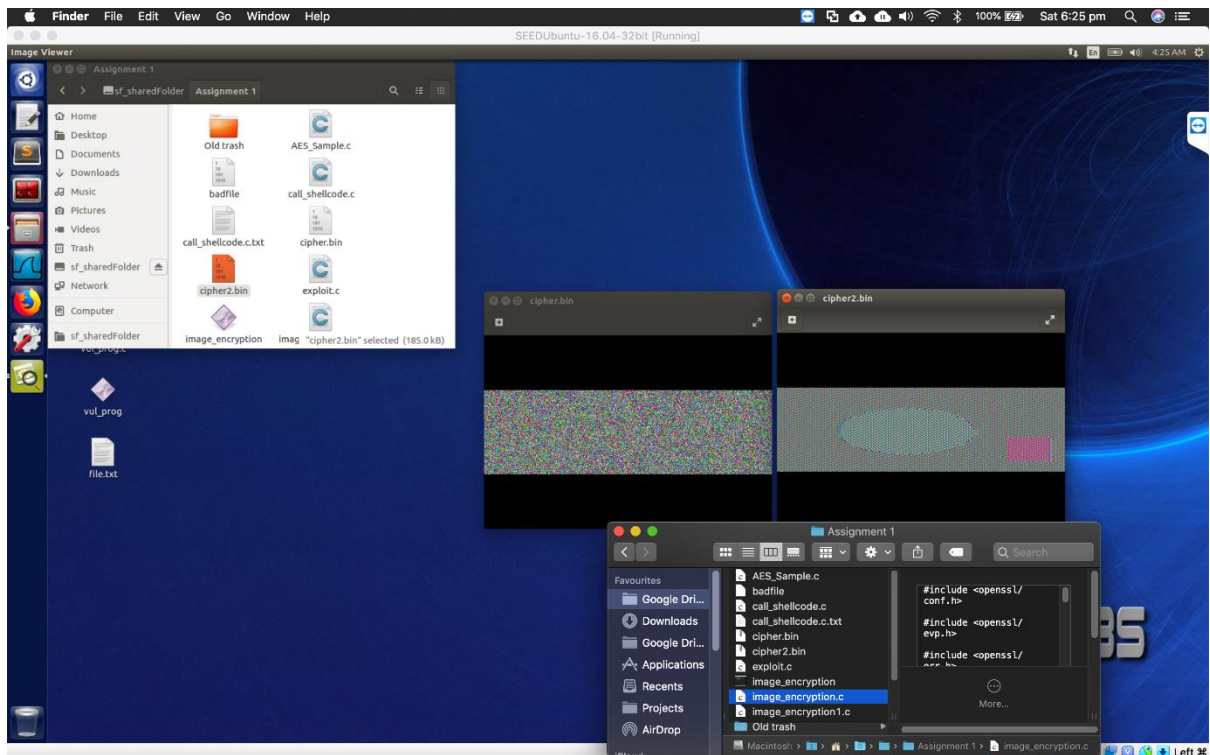 Finder File Edit View Go Window Help 100% Sat 6:25 pm
SEEDUbuntu-16.04-32bit [Running]
Image Viewer En 4:25 AM
Assignment 1
sf_sharedFolder Assignment 1
Home
Desktop
Documents
Downloads
Music
Pictures
Videos
Trash
sf_sharedFolder
Network
Computer
sf_sharedFolder
Old trash AES_Sample.c
badfile call_shellcode.c
call_shellcode.c.txt cipher.bin
cipher2.bin exploit.c
image_encryption imag "cipher2.bin" selected (185.0 kB)
vul_prog.c
vul_prog
file.txt
cipher.bin
cipher2.bin
Assignment 1
Search
Favourites
Google Dri...
Downloads
Google Dri...
Applications
Recents
Projects
AirDrop
AES_Sample.c
badfile
call_shellcode.c
call_shellcode.c.txt
cipher.bin
cipher2.bin
exploit.c
image_encryption
image_encryption.c
image_encryption1.c
Old trash
#include <openssl/
conf.h>
#include <openssl/
evp.h>
#include <openssl/
More...
Macintosh › Assignment 1 › image_encryption.c
Left ⌘